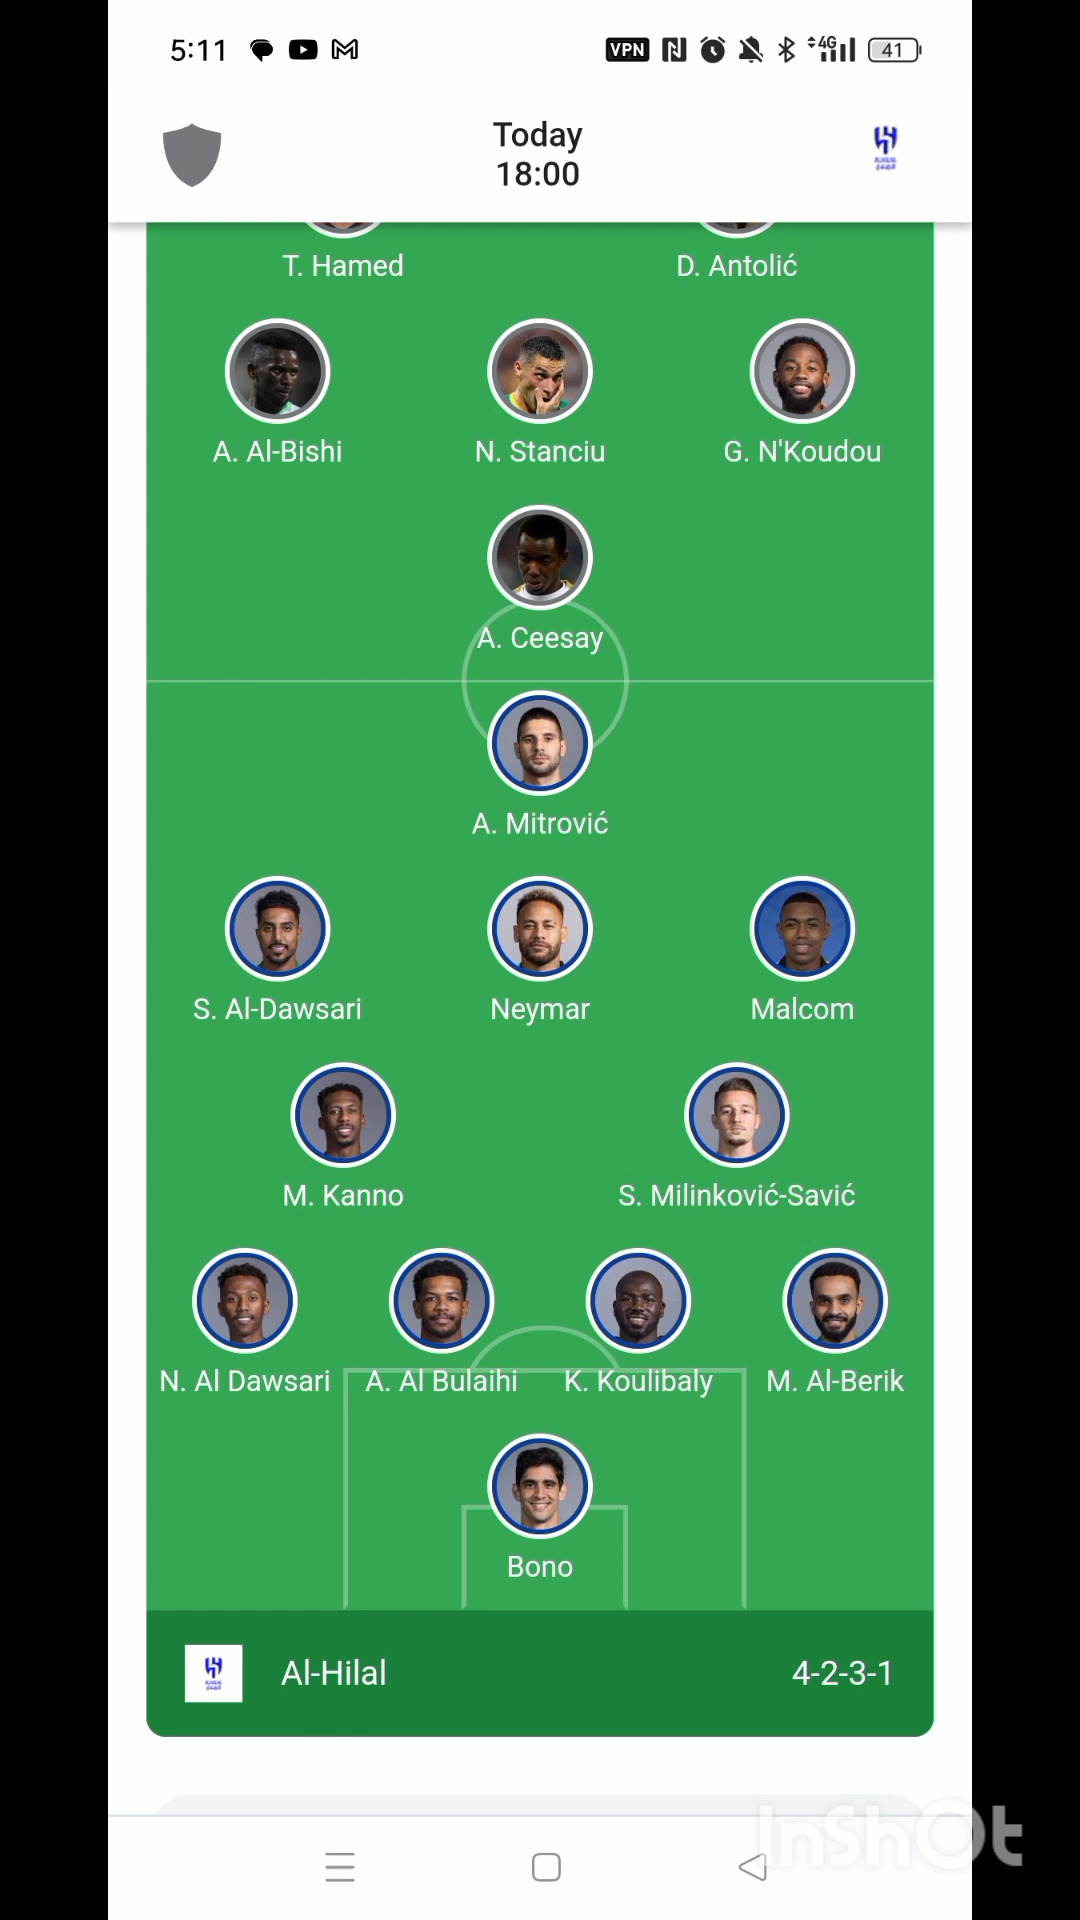 5:11
VPN
4G
41
Today
18:00
T. Hamed
D. Antolić
A. Al-Bishi
N. Stanciu
G. N'Koudou
A. Ceesay
A. Mitrović
S. Al-Dawsari
Neymar
Malcom
M. Kanno
S. Milinković-Savić
N. Al Dawsari
A. Al Bulaihi
K. Koulibaly
M. Al-Berik
Bono
Al-Hilal
4-2-3-1
InShOt